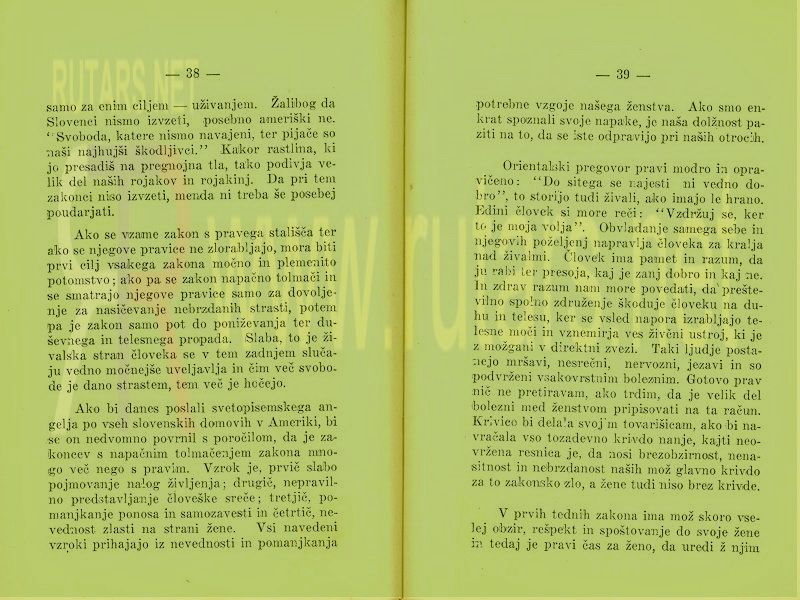 RUTARS.NET
— 38 —
samo za enim ciljem — uživanjem. Žalibog da
Slovenci nismo izvzeti, posebno ameriški ne.
“Svoboda, katere nismo navajeni, ter pijače so
naši najhujši škodljivci.” Kakor rastlina, ki
jo presadiš na pregnojna tla, tako podivja ve-
lik del naših rojakov in rojakinj. Da pri tem
zakonci niso izvzeti, menda ni treba še posebej
poudarjati.
Ako se vzame zakon s pravega stališča ter
ako se njegove pravice ne zlorabljajo, mora biti
prvi cilj vsakega zakona močno in plemenito
potomstvo; ako pa se zakon napačno tolmači in
se smatrajo njegove pravice samo za dovolje-
nje za nasičevanje nebrzdanih strasti, potem
pa je zakon samo pot do poniževanja ter du-
ševnega in telesnega propada. Slaba, to je ži-
valska stran človeka se v tem zadnjem sluča-
ju vedno močnejše uveljavlja in čim več svobo-
de je dano strastem, tem več je hočejo.
Ako bi danes poslali svetopisemskega an-
gelja po vseh slovenskih domovih v Ameriki, bi
se on nedvomno povrnil s poročilom, da je za-
koncev s napačnim tolmačenjem zakona mno-
go več nego s pravim. Vzrok je, prvič slabo
pojmovanje nalog življenja; drugič, nepravil-
no predstavljanje človeške sreče; tretjič, po-
manjkanje ponosa in samozavesti in četrtič, ne-
vednost zlasti na strani žene. Vsi navedeni
vzroki prihajajo iz nevednosti in pomanjkanja
— 39 —
potrebne vzgoje našega ženstva. Ako smo en-
krat spoznali svoje napake, je naša dolžnost pa-
ziti na to, da se iste odpravijo pri naših otrocih.
Orientalski pregovor pravi modro in opra-
vičeno: “Do sitega se najesti ni vedno do-
bro”, to storijo tudi živali, ako imajo le hrano.
Edini človek si more reči: “Vzdržuj se, ker
to je moja volja”. Obvladanje samega sebe in
njegovih poželjenj napravlja človeka za kralja
nad živalmi. Človek ima pamet in razum, da
ju rabi ter presoja, kaj je zanj dobro in kaj ne.
In zdrav razum nam more povedati, da prešte-
vilno spolno združenje škoduje človeku na du-
hu in telesu, ker se vsled napora izrabljajo te-
lesne moči in vznemirja ves živčni ustroj, ki je
z možgani v direktni zvezi. Taki ljudje posta-
nejo mršavi, nesrečni, nervozni, jezavi in so
podvrženi vsakovrstnim boleznim. Gotovo prav
nič ne pretiravam, ako trdim, da je velik del
bolezni med ženstvom pripisovati na ta račun.
Krivico bi delala svojim tovarišicam, ako bi na-
vračala vso tozadevno krivdo nanje, kajti neo-
vržena resnica je, da nosi brezobzirnost, nena-
sitnost in nebrzdanost naših mož glavno krivdo
za to zakonsko zlo, a žene tudi niso brez krivde.
V prvih tednih zakona ima mož skoro vse-
lej obzir, rešpekt in spoštovanje do svoje žene
in tedaj je pravi čas za ženo, da uredi ž njim